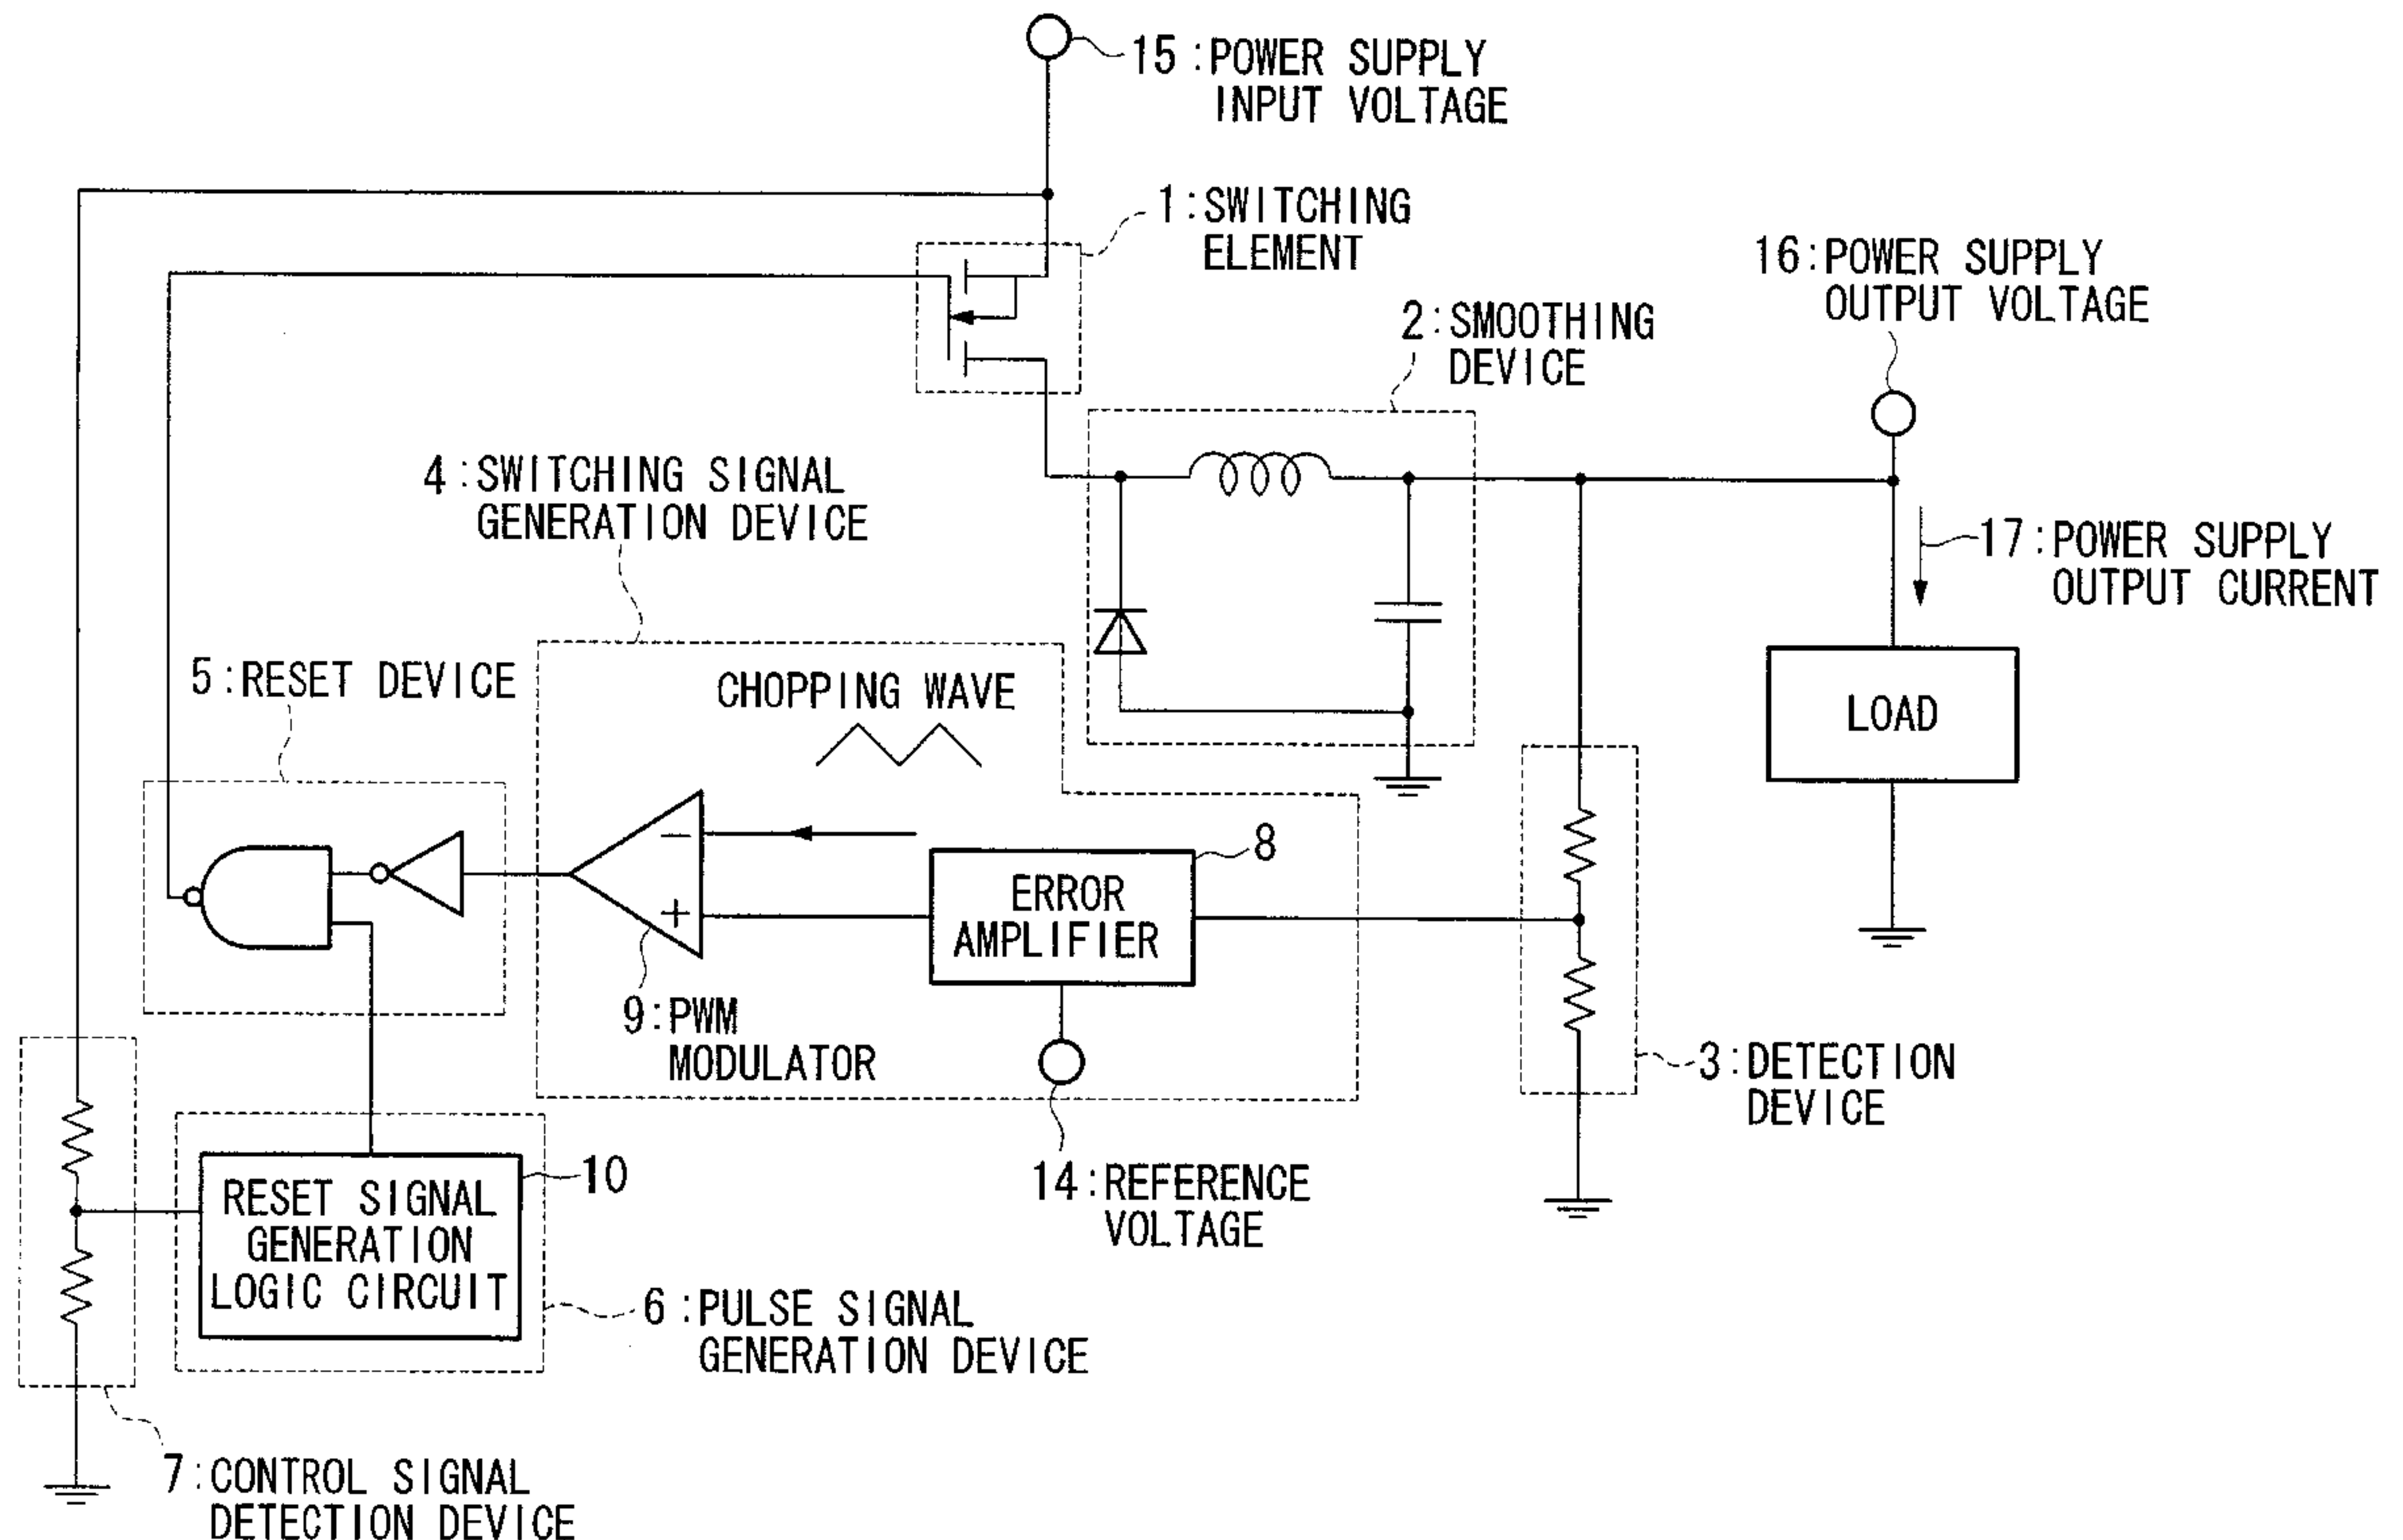 15 : POWER SUPPLY
INPUT VOLTAGE
1 : SWITCHING
ELEMENT
16 : POWER SUPPLY
OUTPUT VOLTAGE
2 : SMOOTHING
DEVICE
4 : SWITCHING SIGNAL
GENERATION DEVICE
17 : POWER SUPPLY
OUTPUT CURRENT
5 : RESET DEVICE
CHOPPING WAVE
LOAD
8
−
+
ERROR
AMPLIFIER
9 : PWM
MODULATOR
3 : DETECTION
DEVICE
14 : REFERENCE
VOLTAGE
10
RESET SIGNAL
GENERATION
LOGIC CIRCUIT
6 : PULSE SIGNAL
GENERATION DEVICE
7 : CONTROL SIGNAL
DETECTION DEVICE